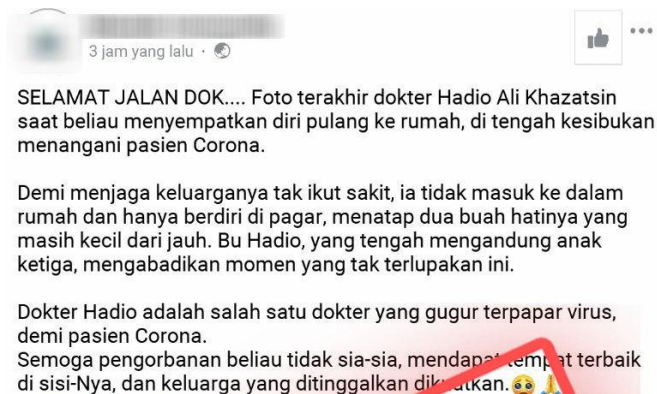 3 jam yang lalu ·
SELAMAT JALAN DOK.... Foto terakhir dokter Hadio Ali Khazatsin
saat beliau menyempatkan diri pulang ke rumah, di tengah kesibukan
menangani pasien Corona.
Demi menjaga keluarganya tak ikut sakit, ia tidak masuk ke dalam
rumah dan hanya berdiri di pagar, menatap dua buah hatinya yang
masih kecil dari jauh. Bu Hadio, yang tengah mengandung anak
ketiga, mengabadikan momen yang tak terlupakan ini.
Dokter Hadio adalah salah satu dokter yang gugur terpapar virus,
demi pasien Corona.
Semoga pengorbanan beliau tidak sia-sia, mendapat tempat terbaik
di sisi-Nya, dan keluarga yang ditinggalkan dikuatkan.🥺🙏